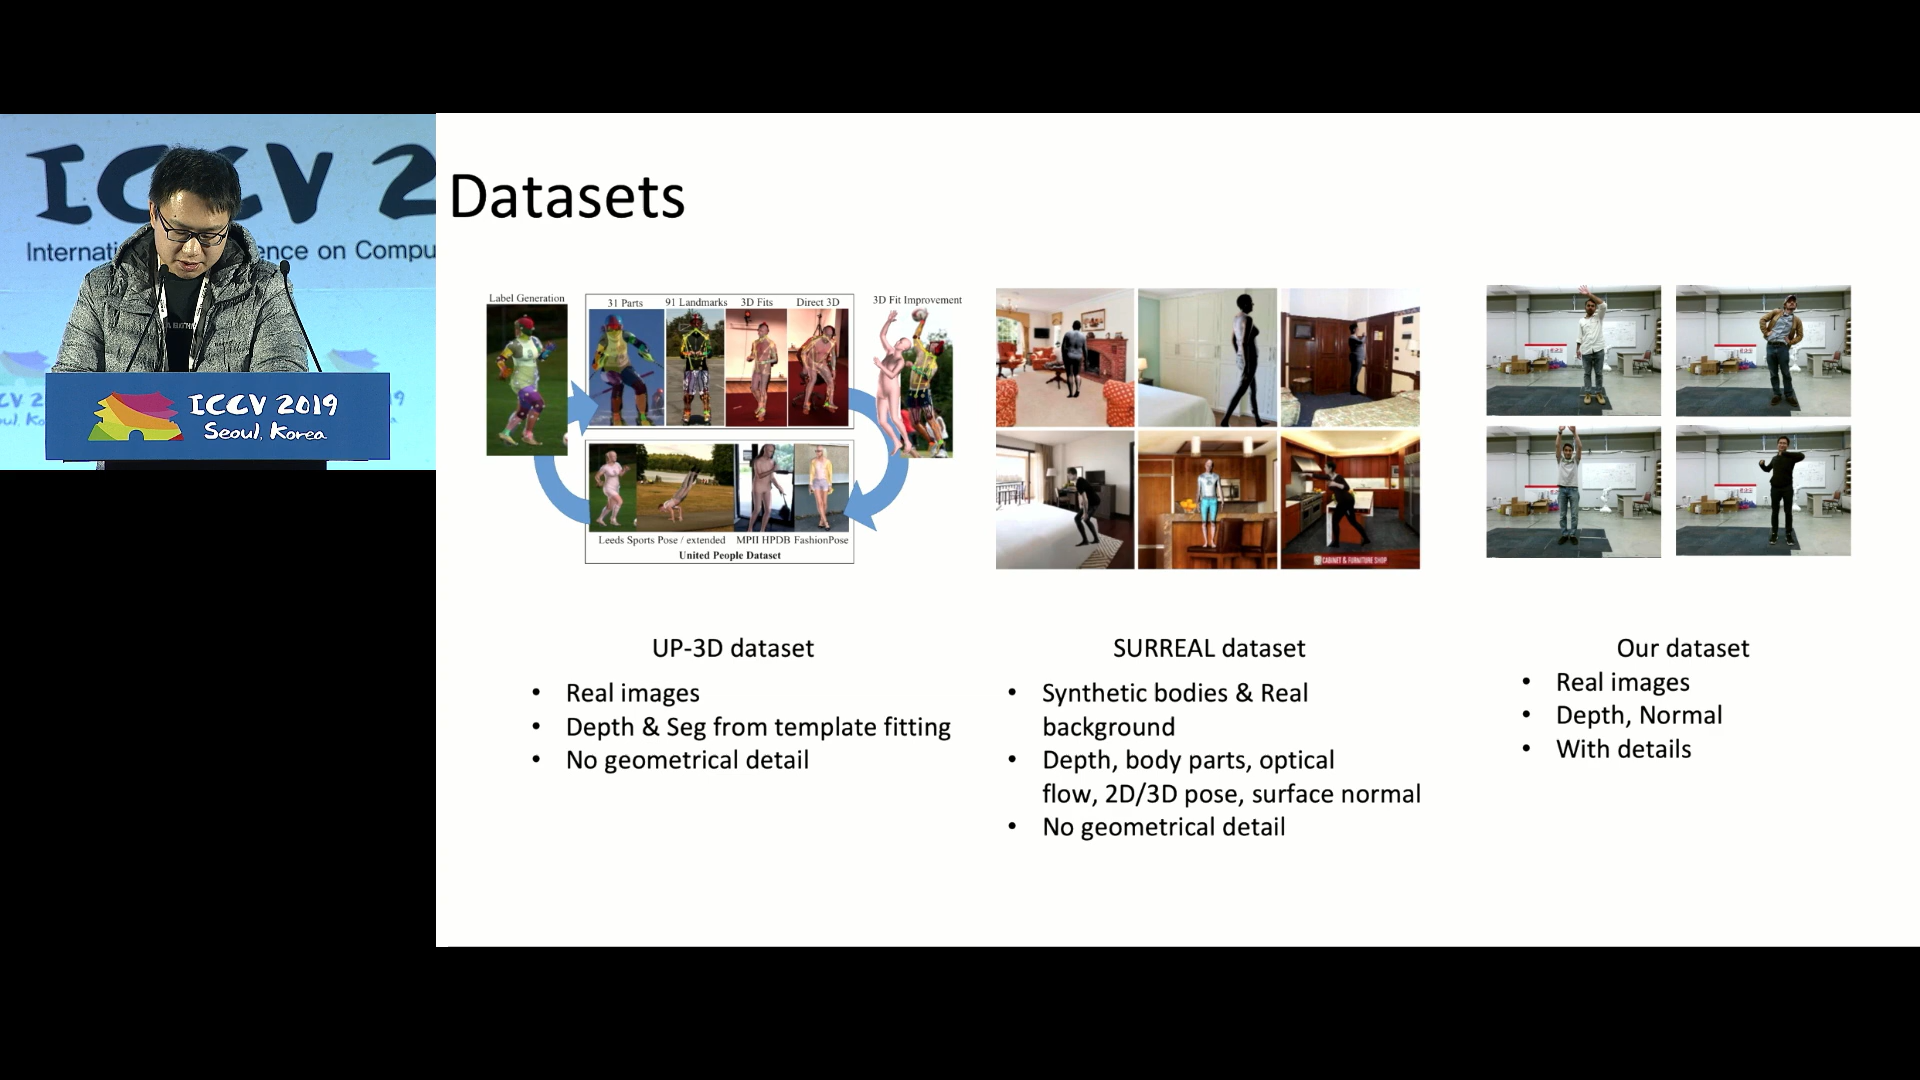 ICCV 2
Internati ence on Compu
ICCV 2019
Seoul, Korea
Datasets
Label Generation
31 Parts
91 Landmarks
3D Fits
Direct 3D
3D Fit Improvement
Leeds Sports Pose / extended
MPII HPDB
FashionPose
United People Dataset
CABINET & FURNITURE SHOP
UP-3D dataset
• Real images
• Depth & Seg from template fitting
• No geometrical detail
SURREAL dataset
• Synthetic bodies & Real
background
• Depth, body parts, optical
flow, 2D/3D pose, surface normal
• No geometrical detail
Our dataset
• Real images
• Depth, Normal
• With details